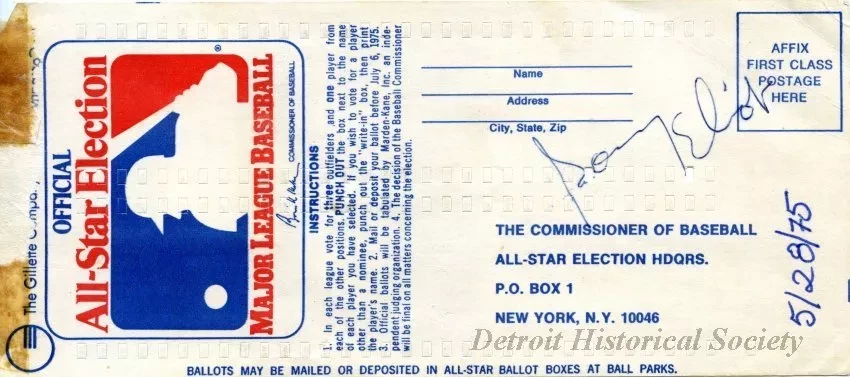 The Gillette Company
OFFICIAL
All-Star Election
MAJOR LEAGUE BASEBALL
®
COMMISSIONER OF BASEBALL
INSTRUCTIONS
1. In each league vote for three outfielders and one player from
each of the other positions. PUNCH OUT the box next to the name
of each player you have selected. If you wish to vote for a player
other than a nominee, punch out the "write-in" box, then print
the player's name. 2. Mail or deposit your ballot before July 6, 1975.
3. Official ballots will be tabulated by Marden-Kane, Inc. an inde-
pendent judging organization. 4. The decision of the Baseball Commissioner
will be final on all matters concerning the election.
Name
Address
City, State, Zip
AFFIX
FIRST CLASS
POSTAGE
HERE
THE COMMISSIONER OF BASEBALL
ALL-STAR ELECTION HDQRS.
P.O. BOX 1
NEW YORK, N.Y. 10046
5/28/75
Detroit Historical Society
BALLOTS MAY BE MAILED OR DEPOSITED IN ALL-STAR BALLOT BOXES AT BALL PARKS.